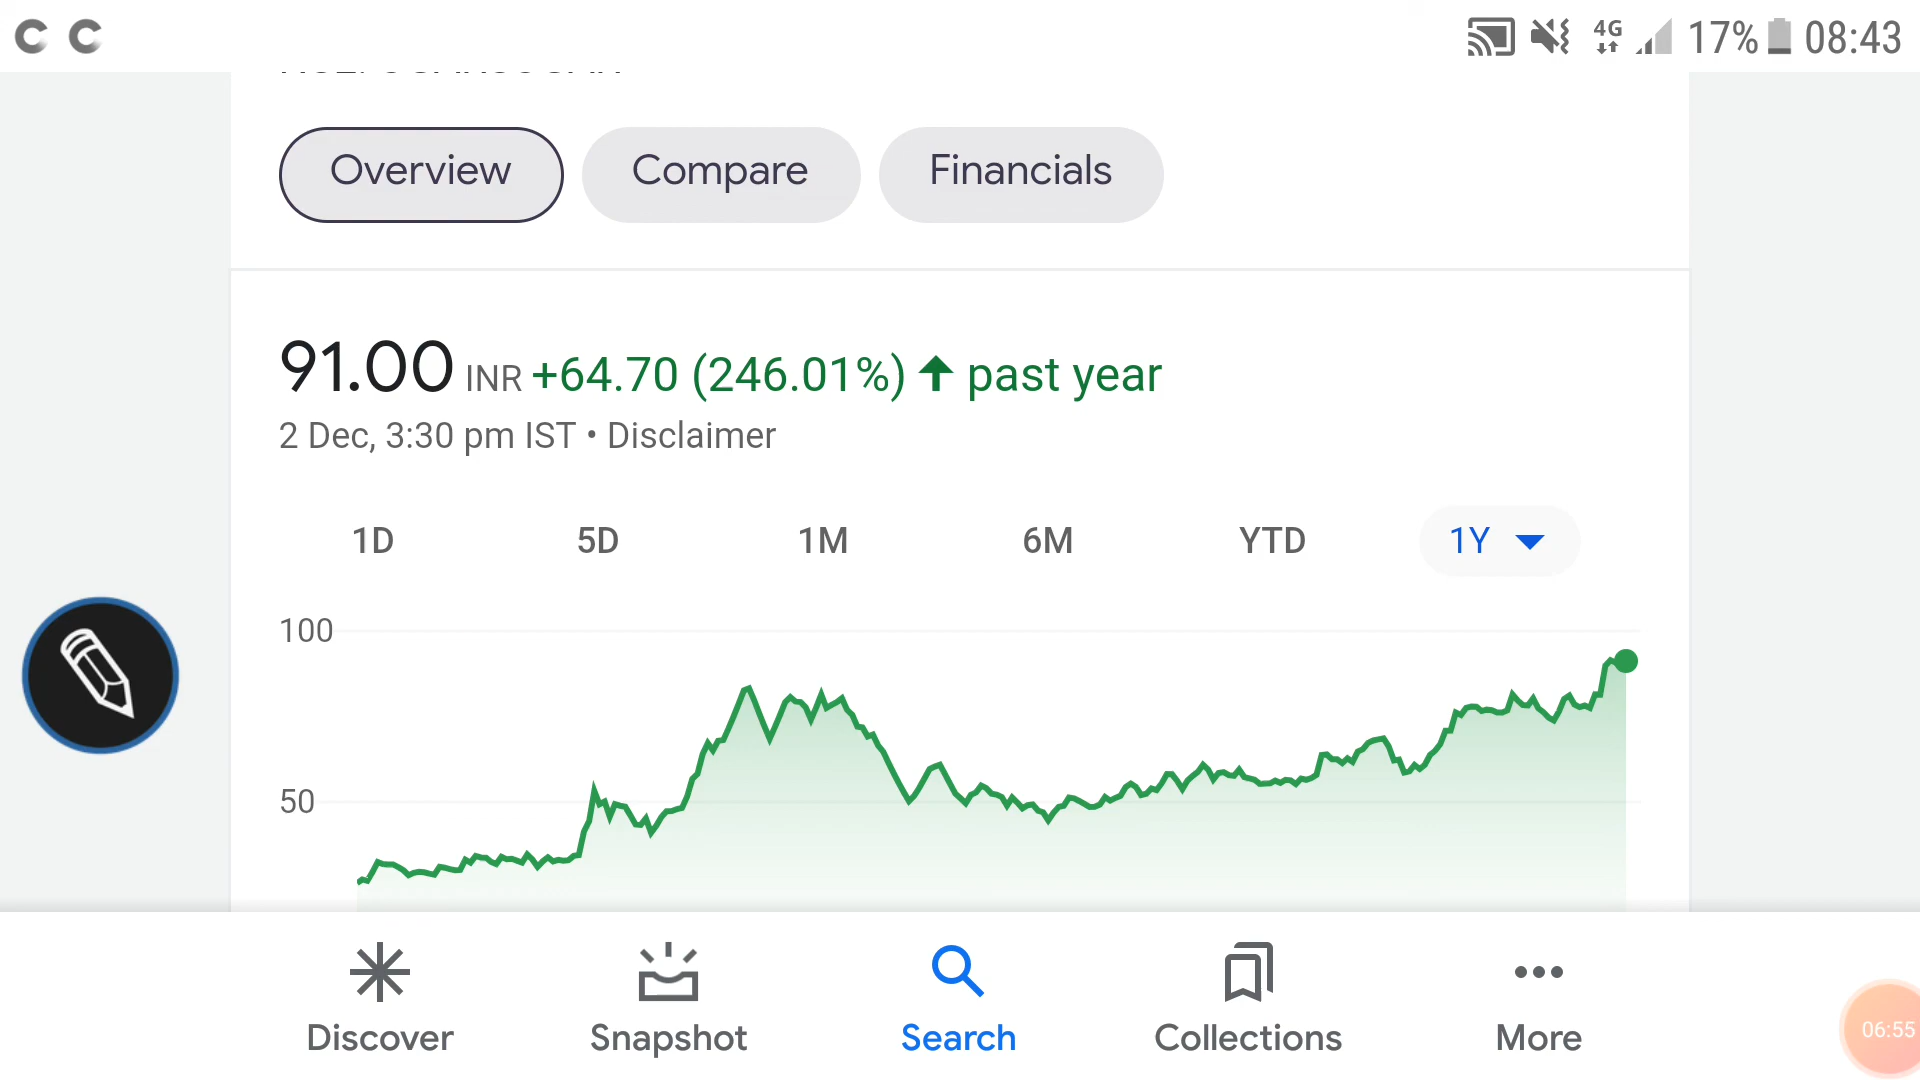 4G 17% 08:43
Overview Compare Financials
91.00 INR +64.70 (246.01%) past year
2 Dec, 3:30 pm IST • Disclaimer
1D 5D 1M 6M YTD 1Y
100
50
Discover Snapshot Search Collections More
06:55